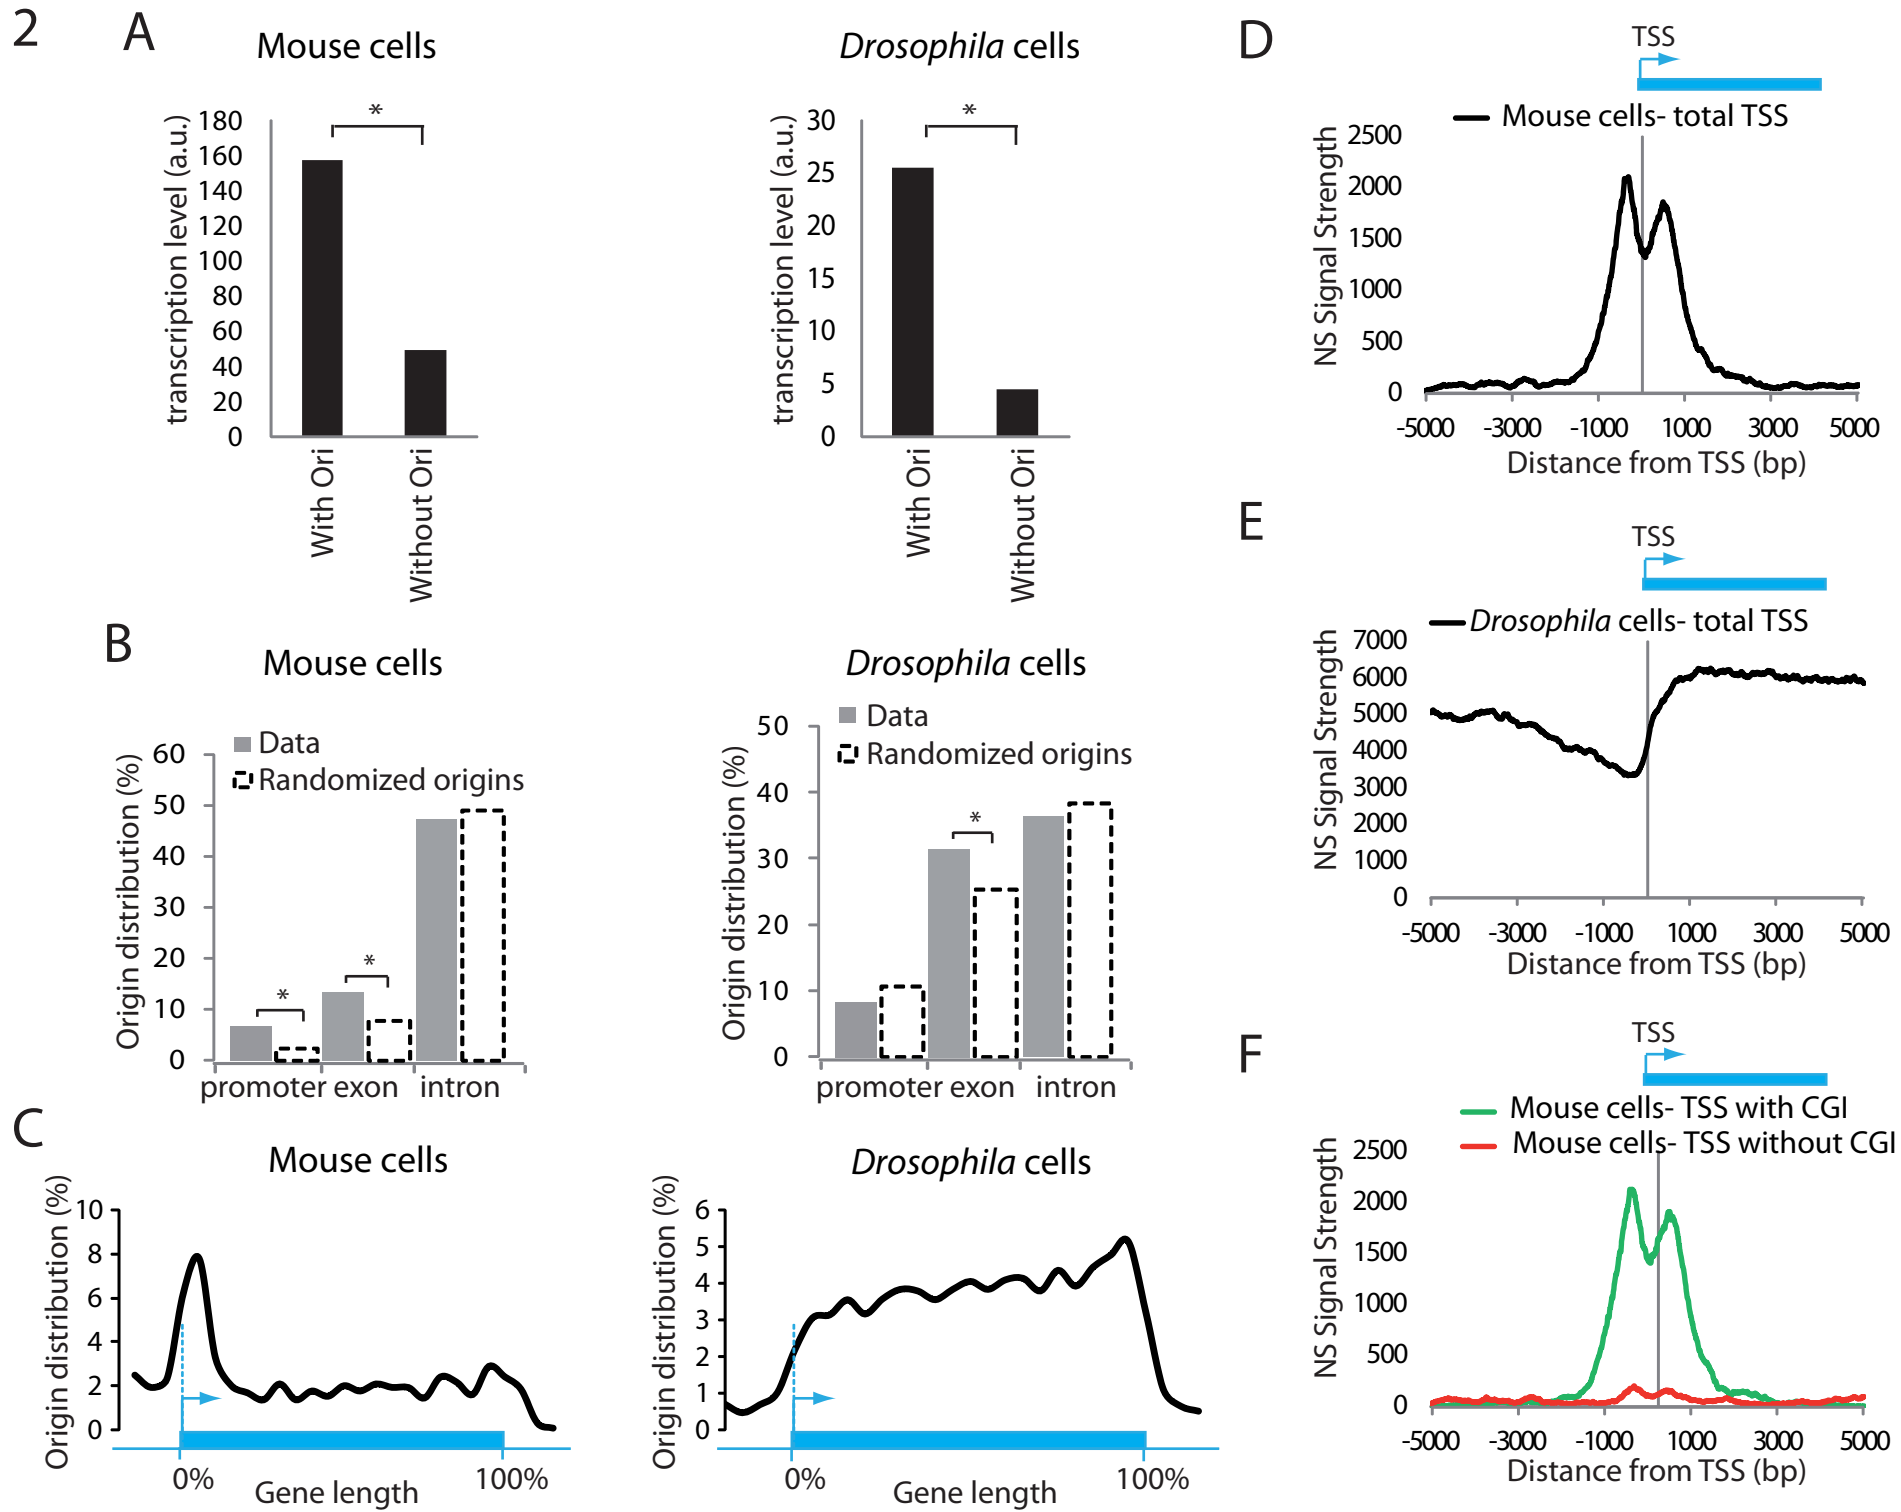 2
A
Mouse cells
transcription level (a.u.)
180
160
140
120
100
80
60
40
20
0
*
With Ori
Without Ori
Drosophila cells
transcription level (a.u.)
30
25
20
15
10
5
0
*
With Ori
Without Ori
B
Mouse cells
Data
Randomized origins
Origin distribution (%)
60
50
40
30
20
10
0
*
*
promoter exon intron
Drosophila cells
Data
Randomized origins
Origin distribution (%)
50
40
30
20
10
0
*
promoter exon intron
C
Mouse cells
Origin distribution (%)
10
8
6
4
2
0
0% 100%
Gene length
Drosophila cells
Origin distribution (%)
6
5
4
3
2
1
0
0% 100%
Gene length
D
TSS
Mouse cells- total TSS
NS Signal Strength
2500
2000
1500
1000
500
0
-5000 -3000 -1000 1000 3000 5000
Distance from TSS (bp)
E
TSS
Drosophila cells- total TSS
NS Signal Strength
7000
6000
5000
4000
3000
2000
1000
0
-5000 -3000 -1000 1000 3000 5000
Distance from TSS (bp)
F
TSS
Mouse cells- TSS with CGI
Mouse cells- TSS without CGI
NS Signal Strength
2500
2000
1500
1000
500
0
-5000 -3000 -1000 1000 3000 5000
Distance from TSS (bp)